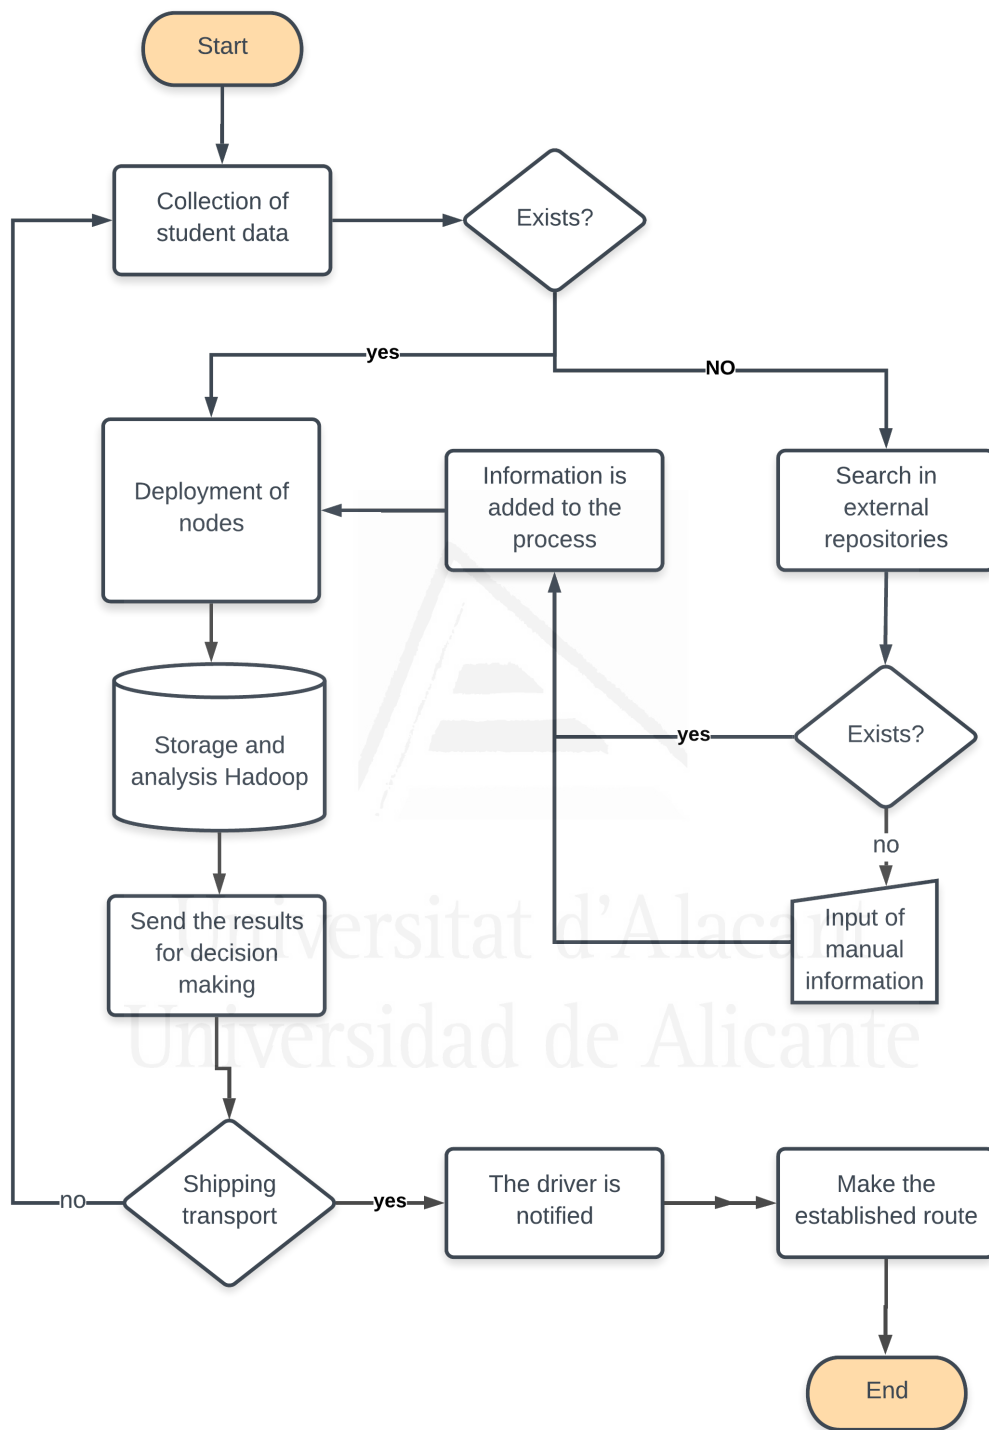 Start
Collection of
student data
Exists?
yes
NO
Deployment of
nodes
Information is
added to the
process
Search in
external
repositories
Storage and
analysis Hadoop
yes
Exists?
no
Send the results
for decision
making
Input of
manual
information
Universitat d'Alacant
Universidad de Alicante
no
Shipping
transport
yes
The driver is
notified
Make the
established route
End